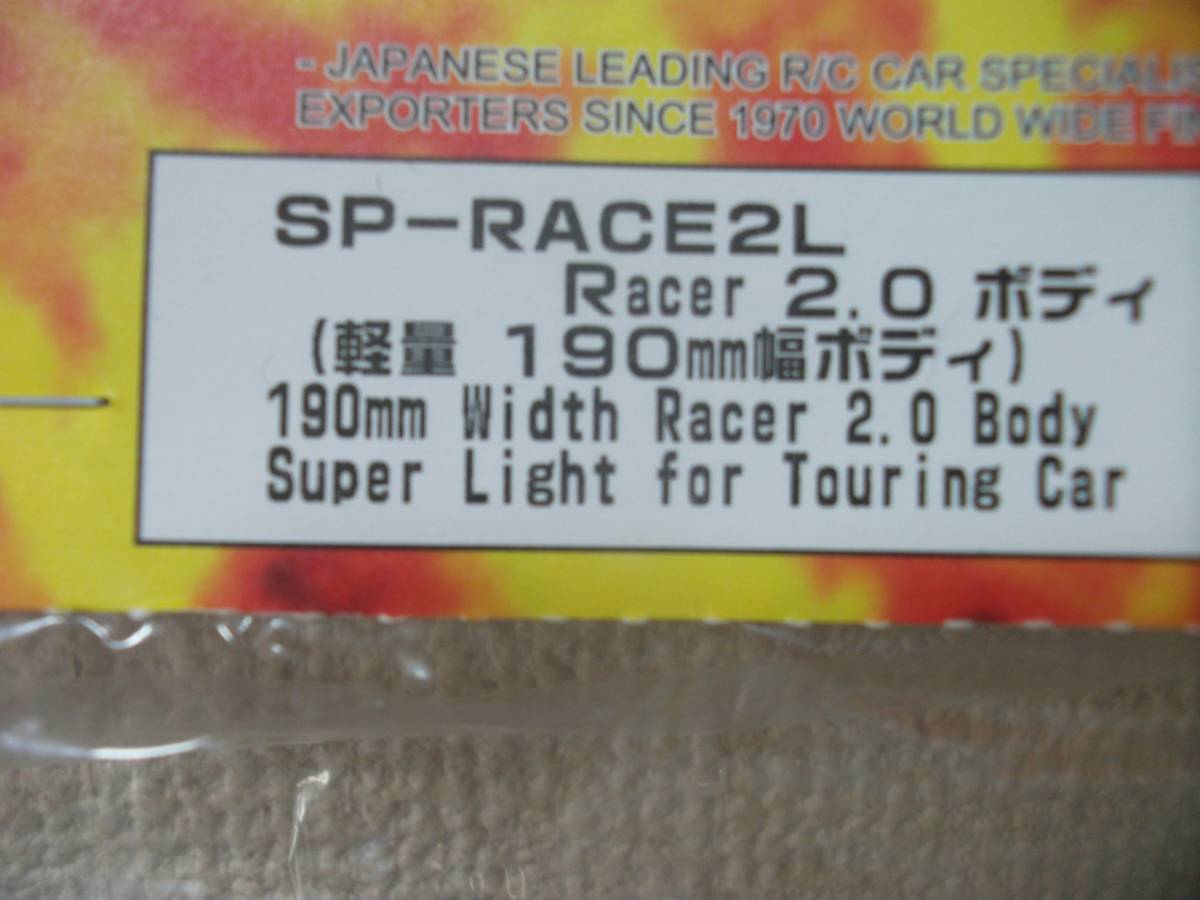 - JAPANESE LEADING R/C CAR SPECIALIS
EXPORTERS SINCE 1970 WORLD WIDE FI
SP-RACE2L
Racer 2.0 ボディ
(軽量 190mm幅ボディ)
190mm Width Racer 2.0 Body
Super Light for Touring Car